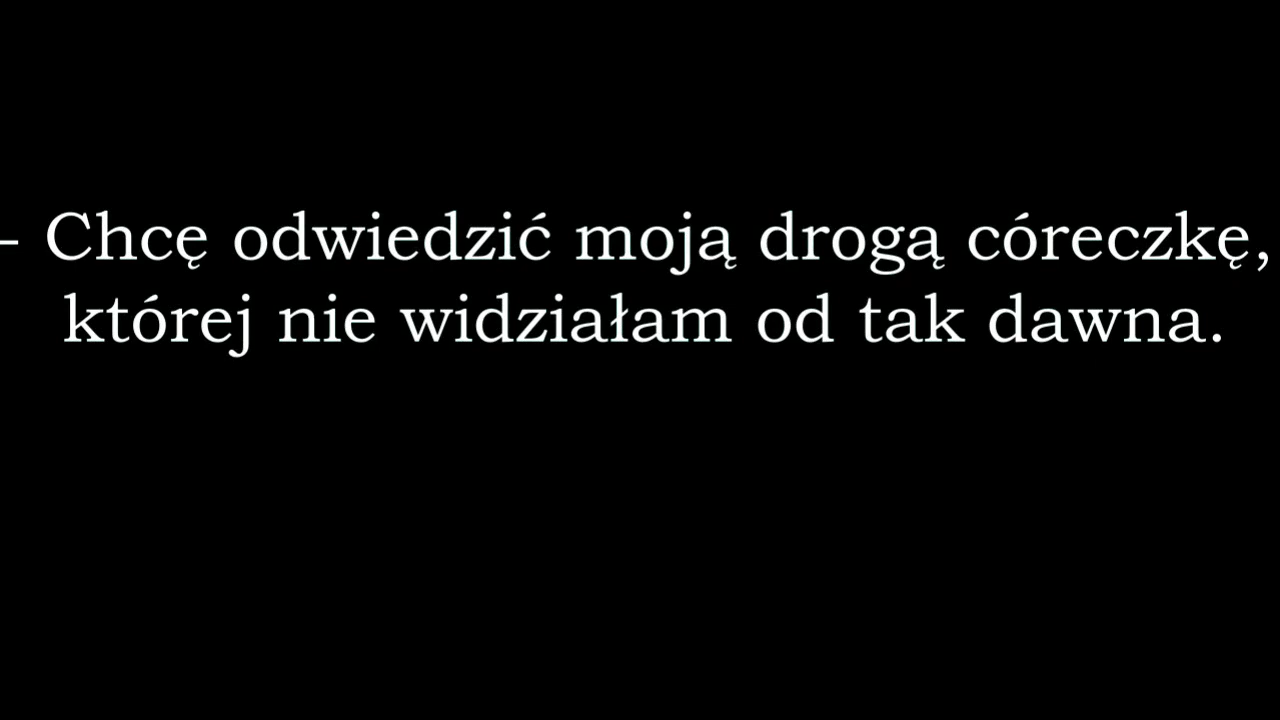 - Chcę odwiedzić moją drogą córeczkę,
której nie widziałam od tak dawna.